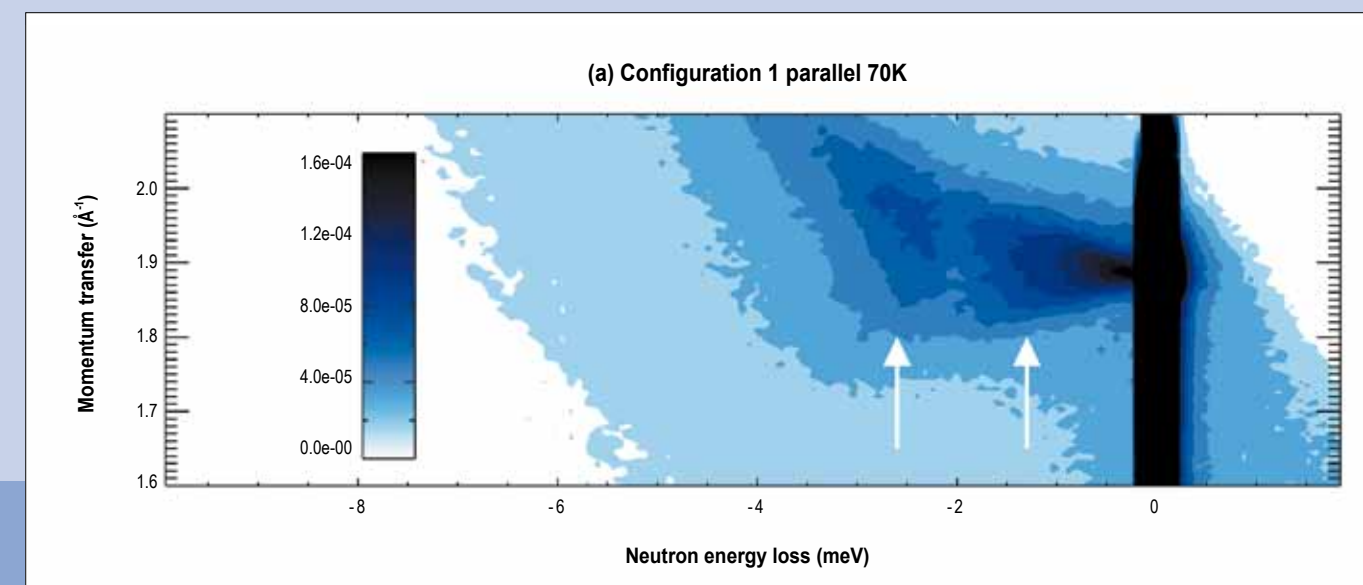 (a) Configuration 1 parallel 70K
Momentum transfer (Å-1)
2.0
1.9
1.8
1.7
1.6
1.6e-04
1.2e-04
8.0e-05
4.0e-05
0.0e-00
-8 -6 -4 -2 0
Neutron energy loss (meV)